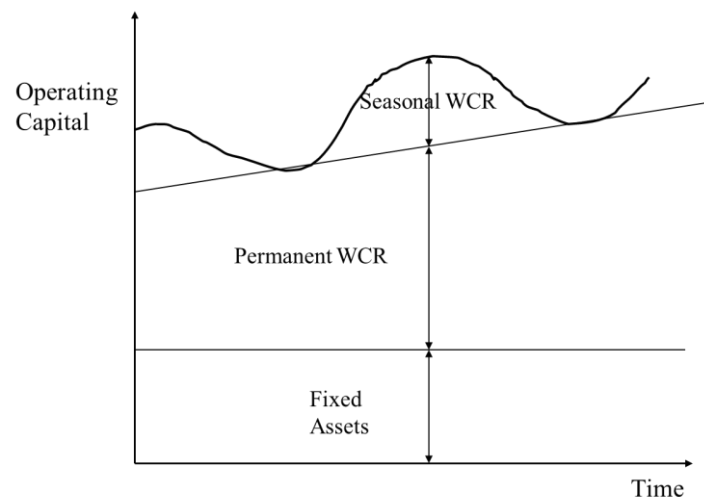 Operating
Capital
Seasonal WCR
Permanent WCR
Fixed
Assets
Time